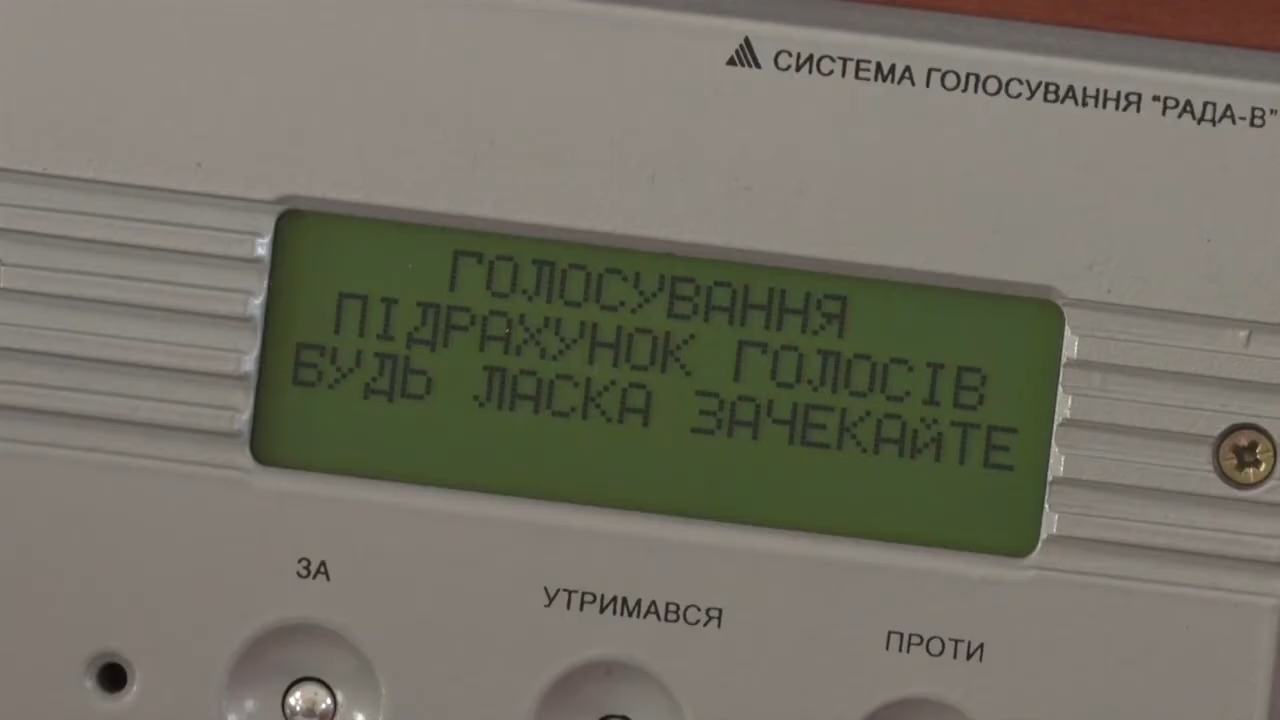 СИСТЕМА ГОЛОСУВАННЯ "РАДА-В"
ГОЛОСУВАННЯ
ПІДРАХУНОК ГОЛОСІВ
БУДЬ ЛАСКА ЗАЧЕКАЙТЕ
ЗА
УТРИМАВСЯ
ПРОТИ